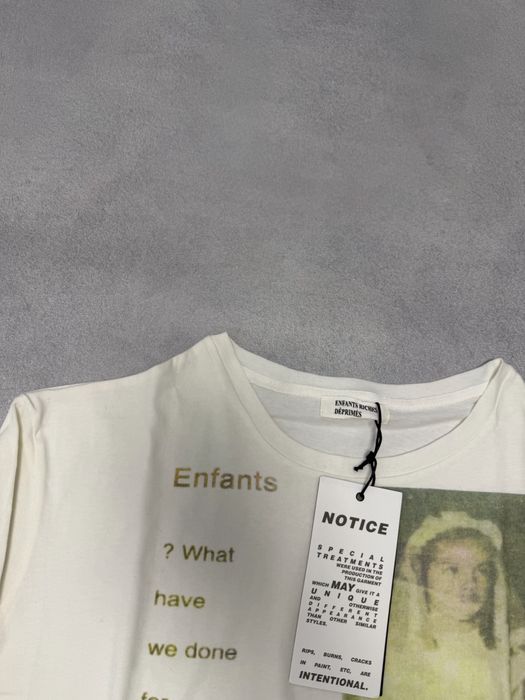 ENFANTS RICHES
DÉPRIMÉS
Enfants
? What
have
we done
for
NOTICE
SPECIAL
TREATMENTS
WERE USED IN THE
PRODUCTION OF
THIS GARMENT
WHICH MAY GIVE IT A
UNIQUE
AND OTHERWISE
DIFFERENT
APPEARANCE
THAN OTHER SIMILAR
STYLES.
RIPS, BURNS, CRACKS
IN PAINT, ETC, ARE
INTENTIONAL.